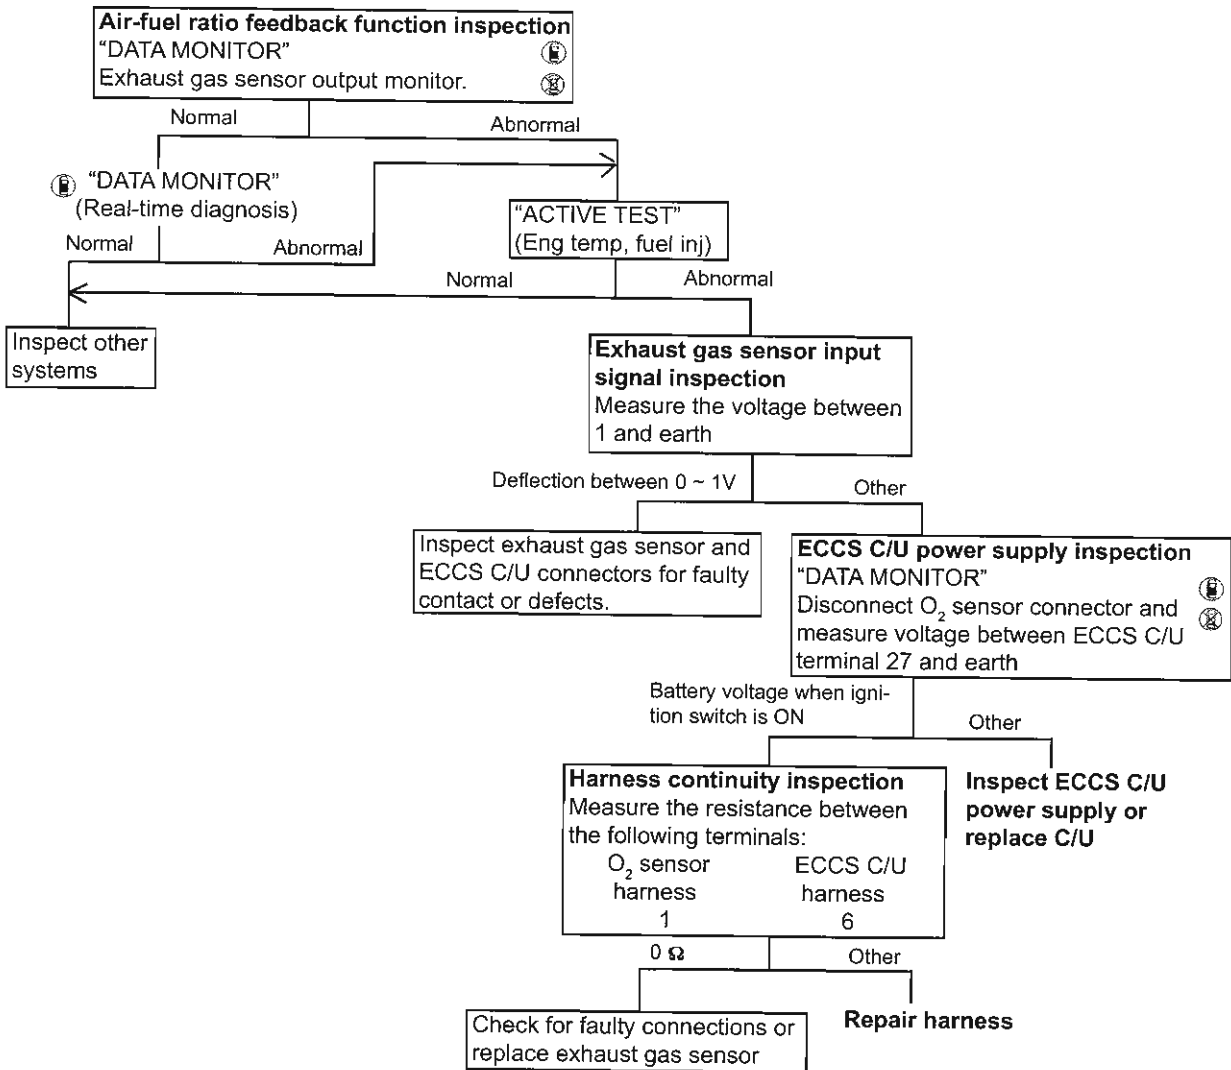 Air-fuel ratio feedback function inspection
“DATA MONITOR”
Exhaust gas sensor output monitor.
Normal
Abnormal
“DATA MONITOR”
(Real-time diagnosis)
Normal
Abnormal
“ACTIVE TEST”
(Eng temp, fuel inj)
Normal
Abnormal
Inspect other
systems
Exhaust gas sensor input
signal inspection
Measure the voltage between
1 and earth
Deflection between 0 ~ 1V
Other
Inspect exhaust gas sensor and
ECCS C/U connectors for faulty
contact or defects.
ECCS C/U power supply inspection
“DATA MONITOR”
Disconnect O₂ sensor connector and
measure voltage between ECCS C/U
terminal 27 and earth
Battery voltage when igni-
tion switch is ON
Other
Harness continuity inspection
Measure the resistance between
the following terminals:
O₂ sensor ECCS C/U
harness harness
1 6
Inspect ECCS C/U
power supply or
replace C/U
0 Ω
Other
Check for faulty connections or
replace exhaust gas sensor
Repair harness